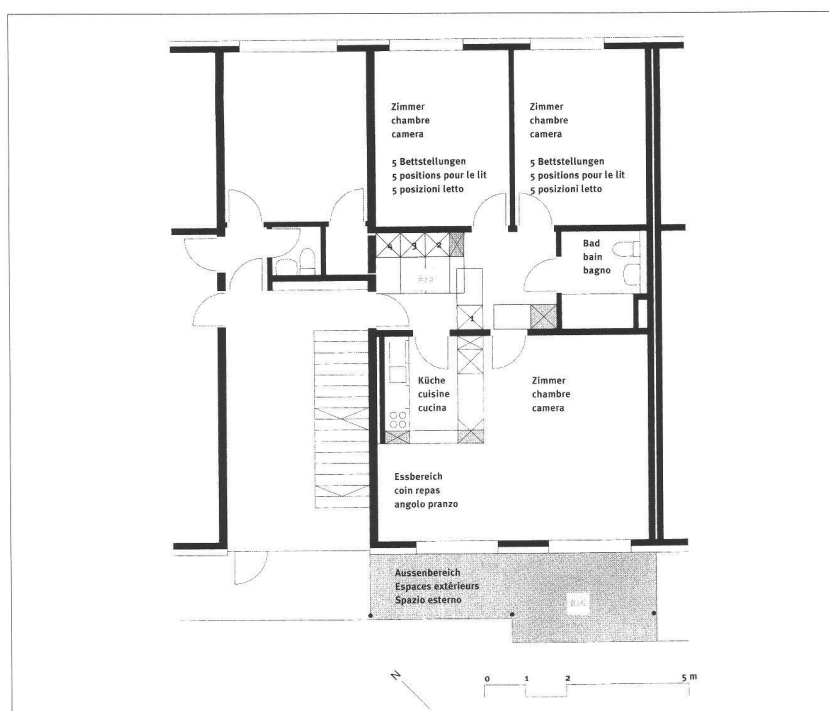 Zimmer
chambre
camera
5 Bettstellungen
5 positions pour le lit
5 posizioni letto
Zimmer
chambre
camera
5 Bettstellungen
5 positions pour le lit
5 posizioni letto
4 3 2
Bad
bain
bagno
1
Küche
cuisine
cucina
Zimmer
chambre
camera
Essbereich
coin repas
angolo pranzo
Aussenbereich
Espaces extérieurs
Spazio esterno
N
0 1 2 5 m